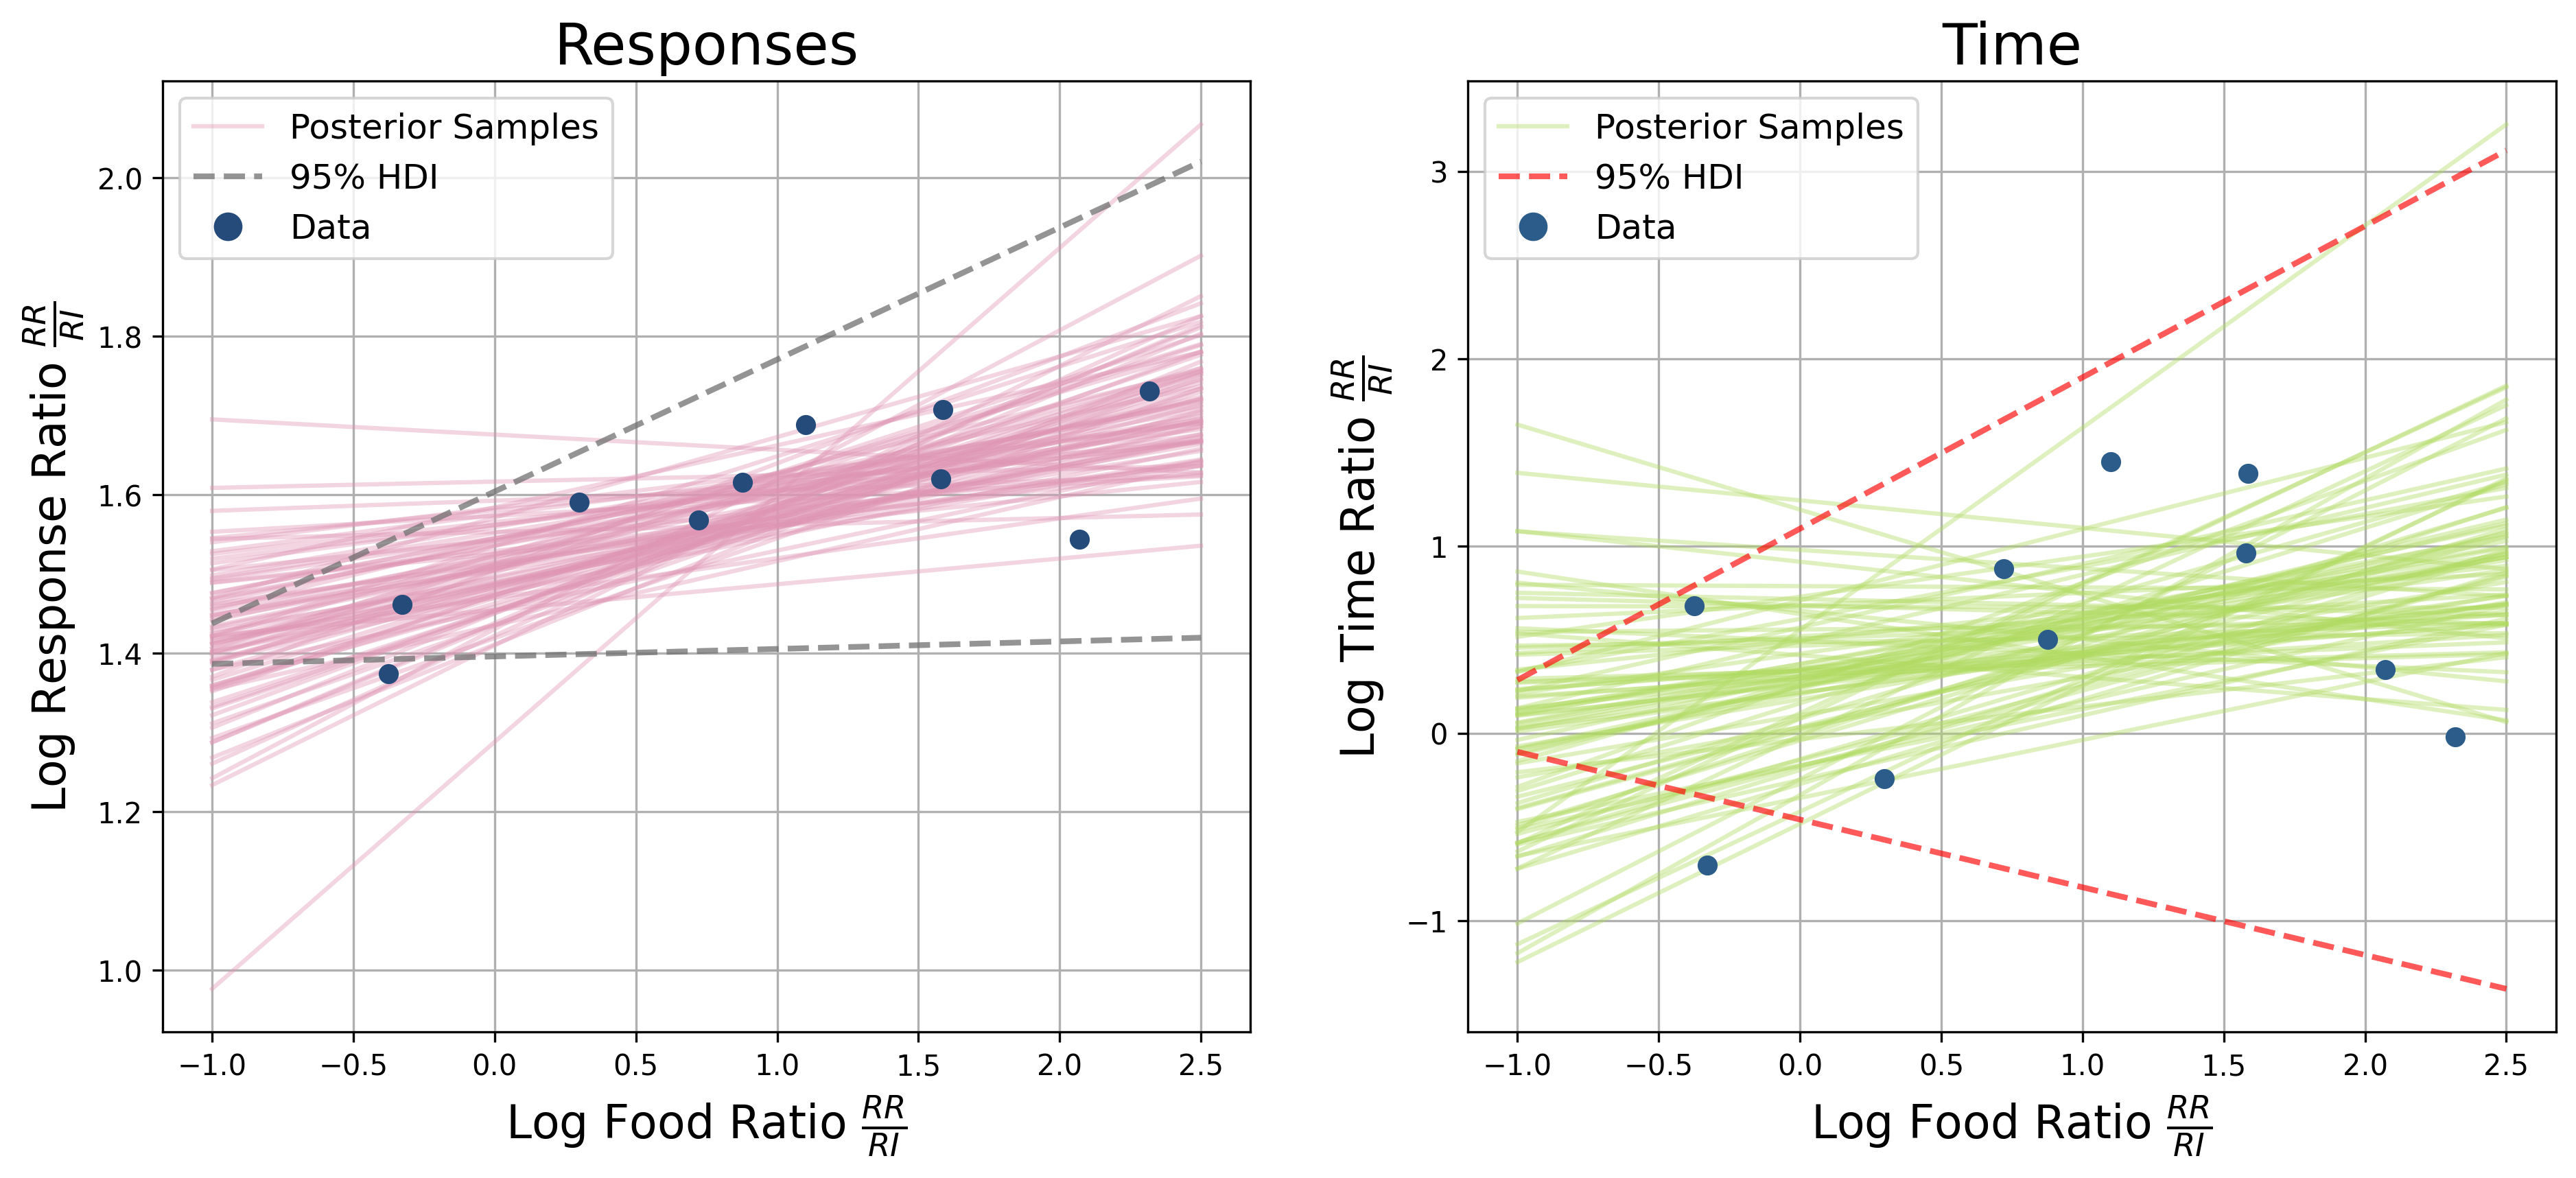 Responses
Posterior Samples
95% HDI
Data
Log Response Ratio RR/RI
2.0
1.8
1.6
1.4
1.2
1.0
−1.0 −0.5 0.0 0.5 1.0 1.5 2.0 2.5
Log Food Ratio RR/RI
Time
Posterior Samples
95% HDI
Data
Log Time Ratio RR/RI
3
2
1
0
−1
−1.0 −0.5 0.0 0.5 1.0 1.5 2.0 2.5
Log Food Ratio RR/RI